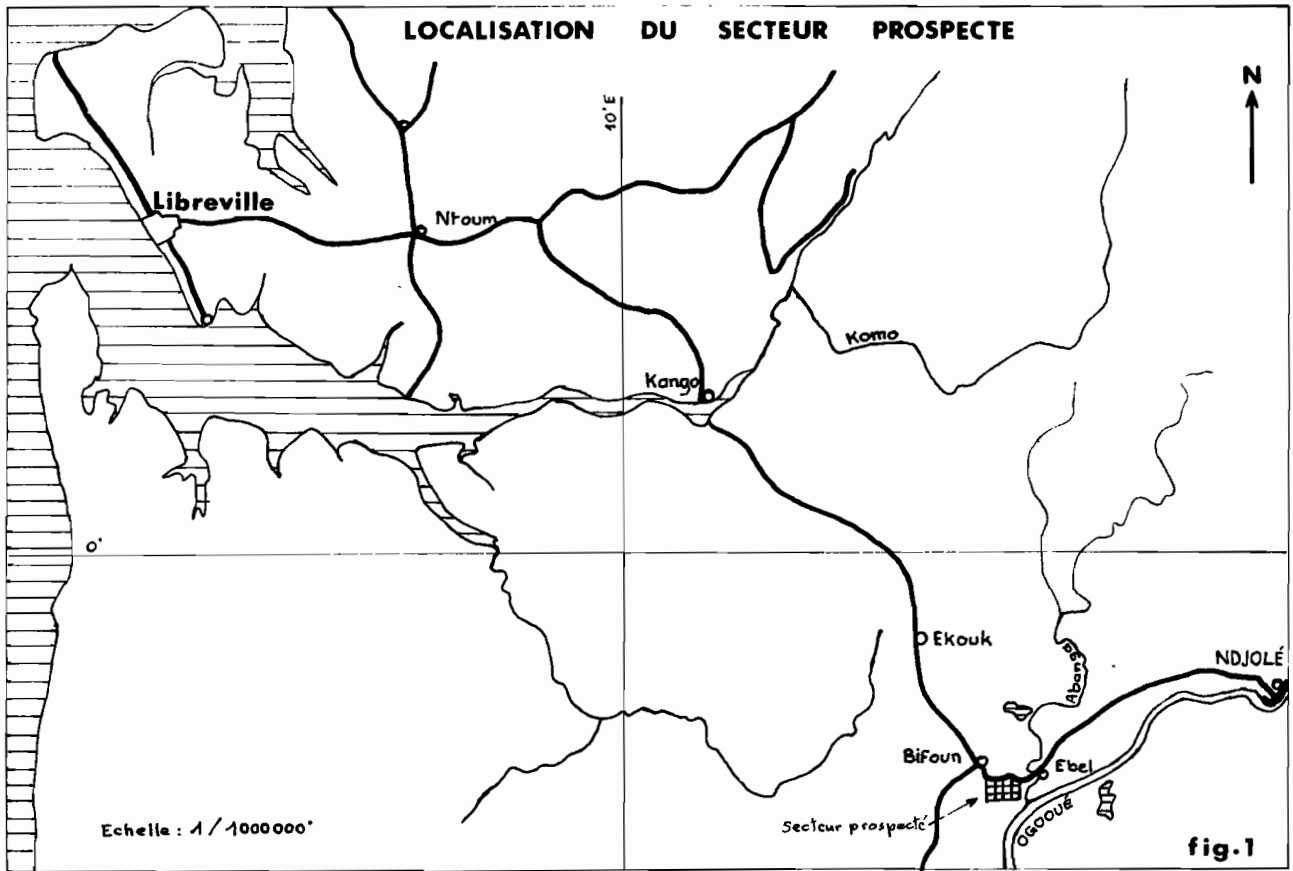 LOCALISATION DU SECTEUR PROSPECTE
N
10°E
Libreville
Ntoum
Komo
Kango
0°
Ekouk
Abanga
NDJOLÉ
Bifoun
Ebel
OGOOUÉ
Secteur prospecté
Echelle : 1/1000000°
fig.1